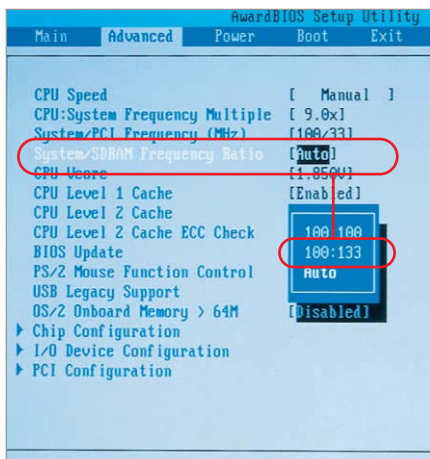 AwardBIOS Setup Utility
Main Advanced Power Boot Exit
CPU Speed [ Manual ]
CPU:System Frequency Multiple [ 9.0x]
System/PCI Frequency (MHz) [100/33]
System/SDRAM Frequency Ratio [Auto]
CPU Vcore [1.850V]
CPU Level 1 Cache [Enabled]
CPU Level 2 Cache
CPU Level 2 Cache ECC Check 100:100
BIOS Update 100:133
PS/2 Mouse Function Control Auto
USB Legacy Support
OS/2 Onboard Memory > 64M [Disabled]
Chip Configuration
I/O Device Configuration
PCI Configuration